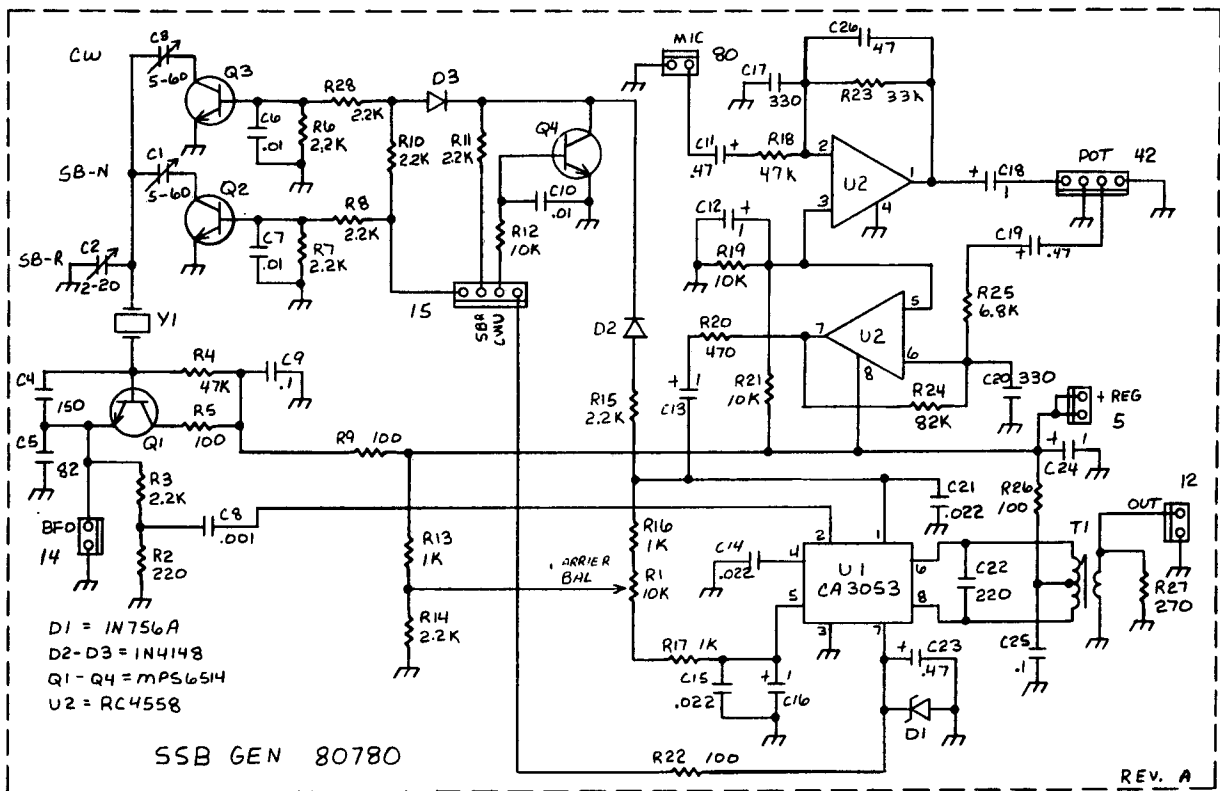 CW
C3
5-60
Q3
R28
2.2K
D3
C6
.01
R6
2.2K
R10
2.2K
R11
2.2K
Q4
C10
.01
SB-N
C1
5-60
Q2
R8
2.2K
C7
.01
R7
2.2K
R12
10K
SB-R
C2
2-20
Y1
15
SBR
CWV
MIC
80
C26
.47
C17
330
R23
33K
C11
+
.47
R18
47K
2
3
U2
1
4
+
C18
1
POT
42
C12
+
1
R19
10K
C19
+
.47
R25
6.8K
5
6
7
8
U2
R20
470
R21
10K
R24
82K
C20
330
+ REG
5
D2
R15
2.2K
+
1
C13
C4
150
R4
47K
C9
.1
Q1
R5
100
C5
82
R9
100
+
1
C24
R3
2.2K
BFO
14
R2
220
C8
.001
R13
1K
R14
2.2K
ARRIER
BAL
R16
1K
R1
10K
C21
.022
R26
100
T1
OUT
12
C14
.022
2
1
4
5
3
7
6
8
U1
CA3053
C22
220
R27
270
R17
1K
C15
.022
+
1
C16
+
C23
.47
C25
.1
D1
R22
100
D1 = IN756A
D2-D3 = IN4148
Q1-Q4 = MPS6514
U2 = RC4558
SSB GEN 80780
REV. A